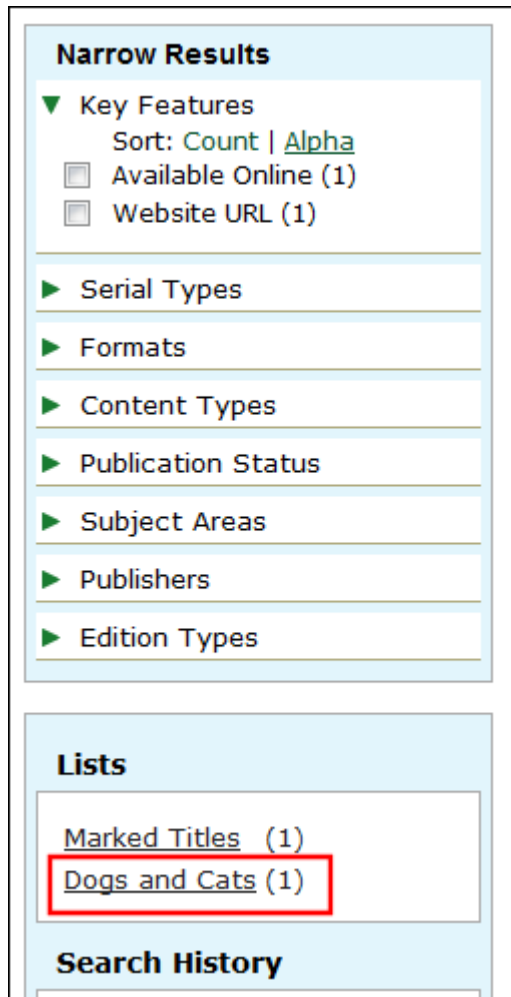 Narrow Results
Key Features
Sort: Count | Alpha
Available Online (1)
Website URL (1)
Serial Types
Formats
Content Types
Publication Status
Subject Areas
Publishers
Edition Types
Lists
Marked Titles (1)
Dogs and Cats (1)
Search History